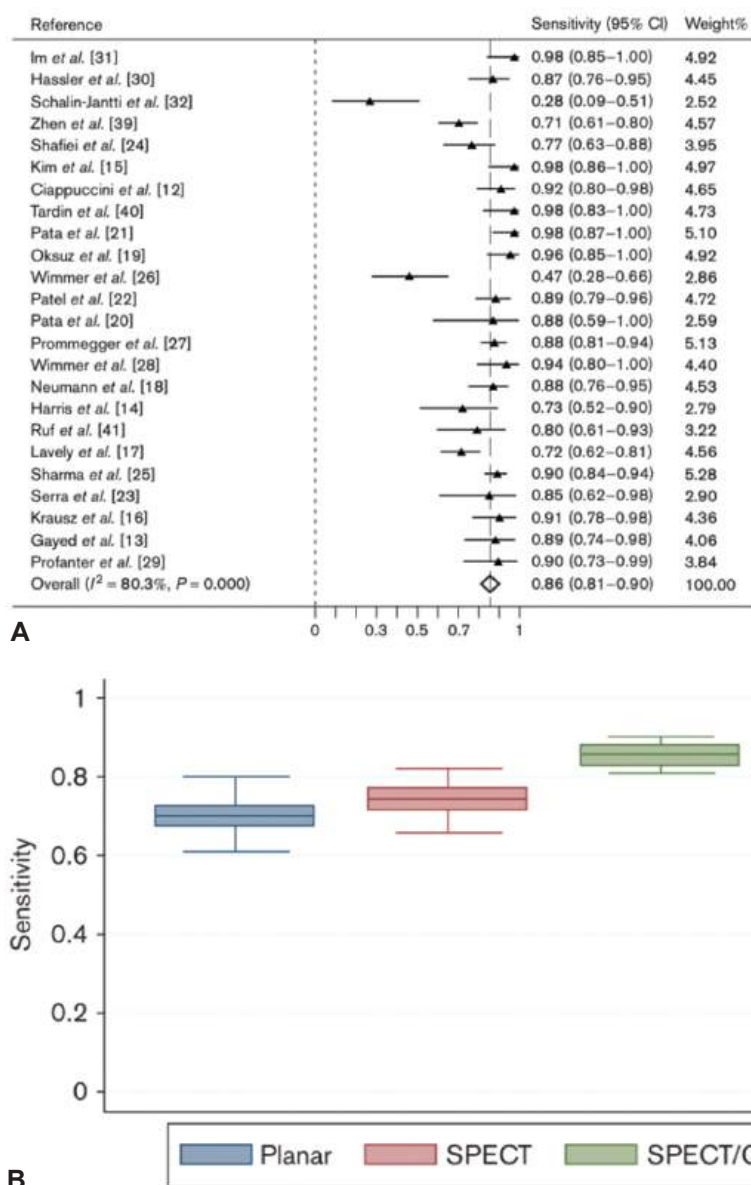 Reference Sensitivity (95% CI) Weight%
Im et al. [31] 0.98 (0.85–1.00) 4.92
Hassler et al. [30] 0.87 (0.76–0.95) 4.45
Schalin-Jantti et al. [32] 0.28 (0.09–0.51) 2.52
Zhen et al. [39] 0.71 (0.61–0.80) 4.57
Shafiei et al. [24] 0.77 (0.63–0.88) 3.95
Kim et al. [15] 0.98 (0.86–1.00) 4.97
Ciappuccini et al. [12] 0.92 (0.80–0.98) 4.65
Tardin et al. [40] 0.98 (0.83–1.00) 4.73
Pata et al. [21] 0.98 (0.87–1.00) 5.10
Oksuz et al. [19] 0.96 (0.85–1.00) 4.92
Wimmer et al. [26] 0.47 (0.28–0.66) 2.86
Patel et al. [22] 0.89 (0.79–0.96) 4.72
Pata et al. [20] 0.88 (0.59–1.00) 2.59
Prommegger et al. [27] 0.88 (0.81–0.94) 5.13
Wimmer et al. [28] 0.94 (0.80–1.00) 4.40
Neumann et al. [18] 0.88 (0.76–0.95) 4.53
Harris et al. [14] 0.73 (0.52–0.90) 2.79
Ruf et al. [41] 0.80 (0.61–0.93) 3.22
Lavely et al. [17] 0.72 (0.62–0.81) 4.56
Sharma et al. [25] 0.90 (0.84–0.94) 5.28
Serra et al. [23] 0.85 (0.62–0.98) 2.90
Krausz et al. [16] 0.91 (0.78–0.98) 4.36
Gayed et al. [13] 0.89 (0.74–0.98) 4.06
Profanter et al. [29] 0.90 (0.73–0.99) 3.84
Overall (I² = 80.3%, P = 0.000) 0.86 (0.81–0.90) 100.00
0 0.3 0.5 0.7 1
A
1
0.8
0.6
0.4
0.2
0
Sensitivity
Planar SPECT SPECT/C
B